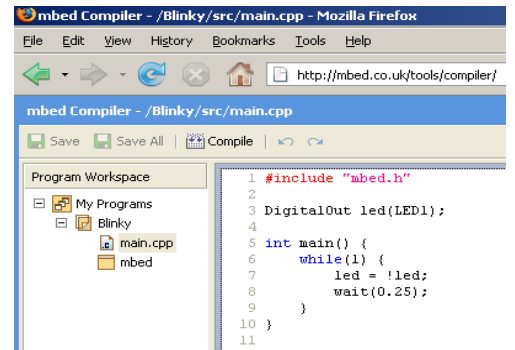 mbed Compiler - /Blinky/src/main.cpp - Mozilla Firefox
File Edit View History Bookmarks Tools Help
http://mbed.co.uk/tools/compiler/
mbed Compiler - /Blinky/src/main.cpp
Save Save All Compile
Program Workspace
My Programs
Blinky
main.cpp
mbed
1 #include "mbed.h"
2
3 DigitalOut led(LED1);
4
5 int main() {
6 while(1) {
7 led = !led;
8 wait(0.25);
9 }
10 }
11